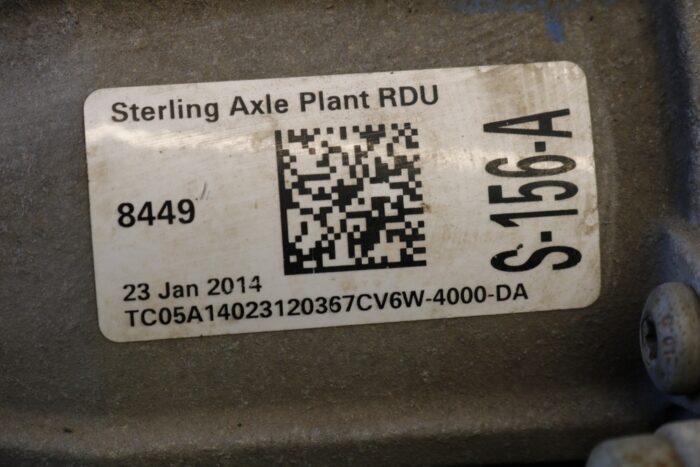 Sterling Axle Plant RDU
8449
S-156-A
23 Jan 2014
TC05A14023120367CV6W-4000-DA